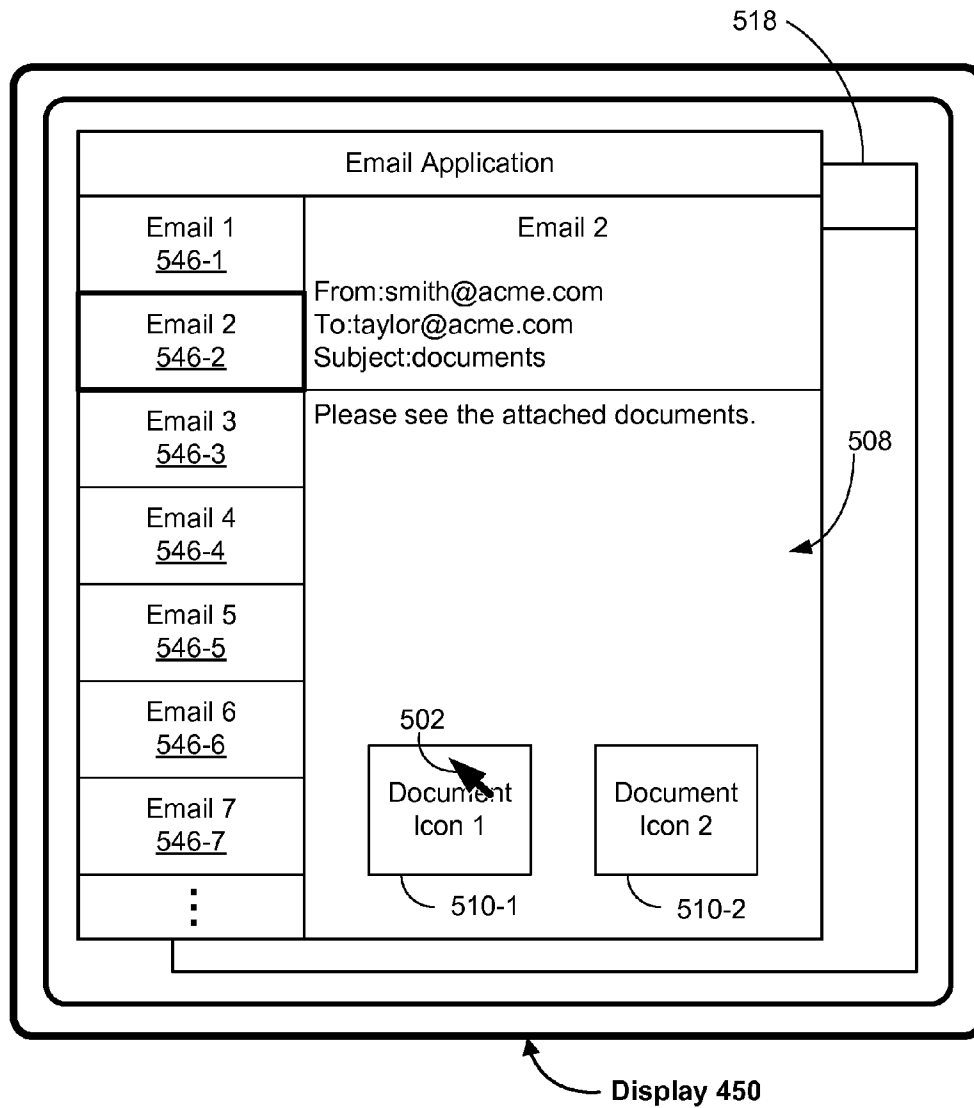 518
Email Application
Email 1
546-1
Email 2
546-2
Email 3
546-3
Email 4
546-4
Email 5
546-5
Email 6
546-6
Email 7
546-7
Email 2
From:smith@acme.com
To:taylor@acme.com
Subject:documents
Please see the attached documents.
508
502
Document
Icon 1
510-1
Document
Icon 2
510-2
Display 450